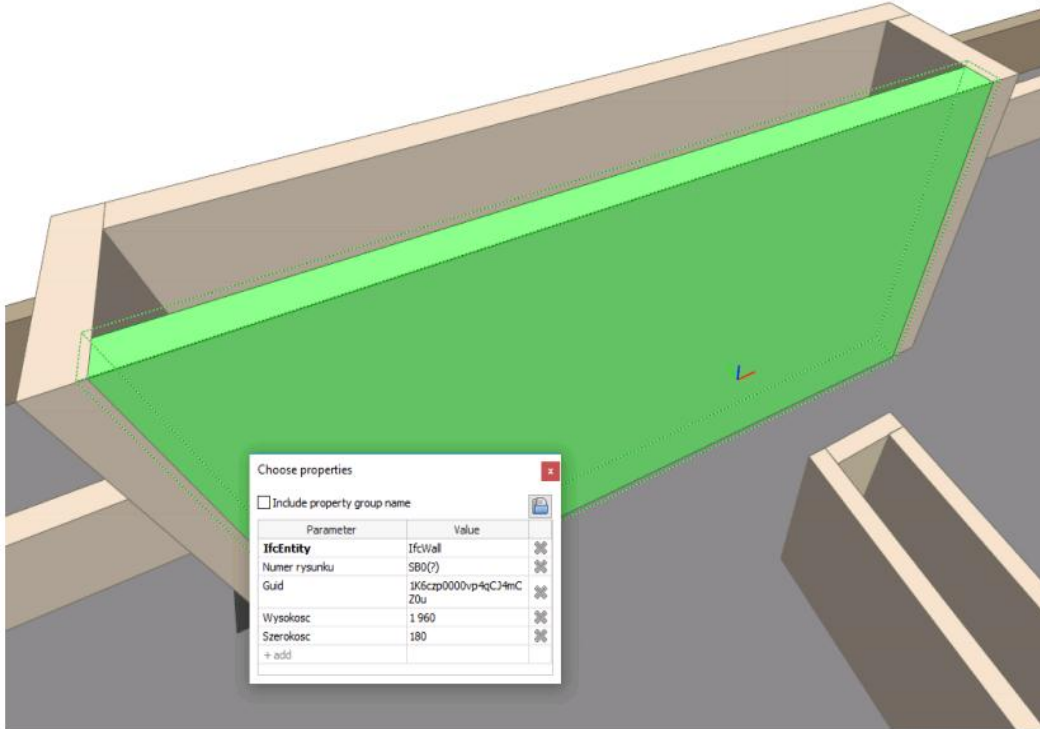 Choose properties
x
Include property group name
Parameter Value
IfcEntity IfcWall
Numer rysunku SB0(?)
Guid 1K6czp0000vp4qCJ4mC
Z0u
Wysokosc 1 960
Szerokosc 180
+ add